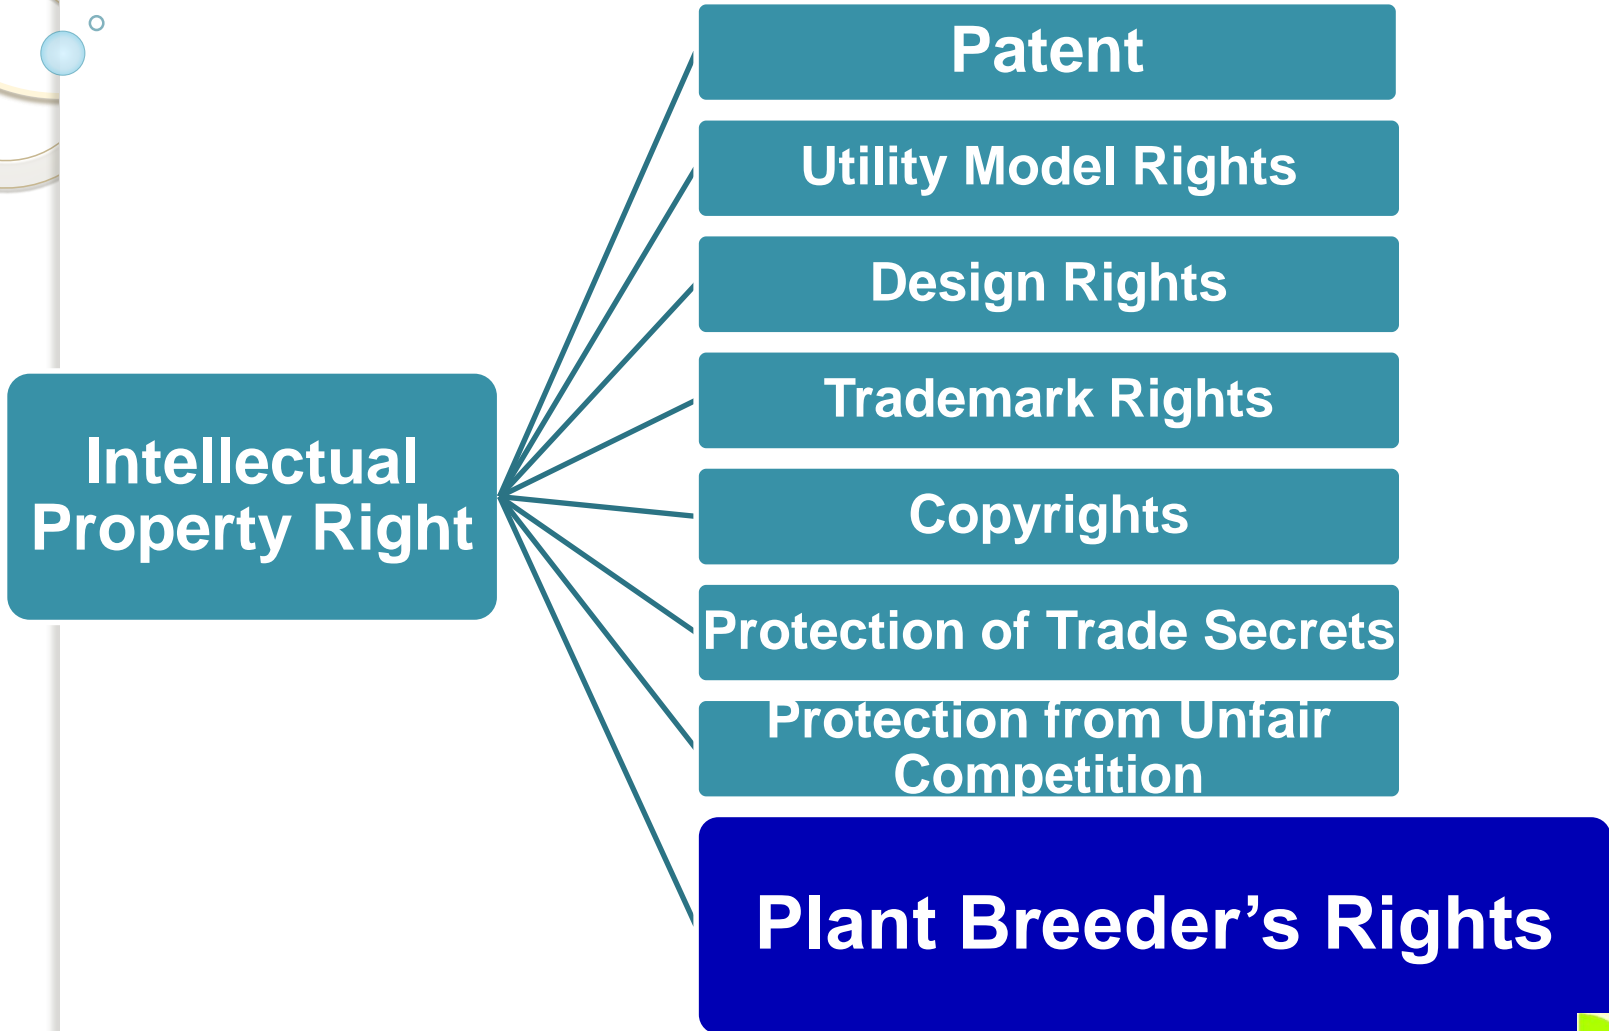 Patent
Utility Model Rights
Design Rights
Trademark Rights
Intellectual
Property Right
Copyrights
Protection of Trade Secrets
Protection from Unfair
Competition
Plant Breeder’s Rights